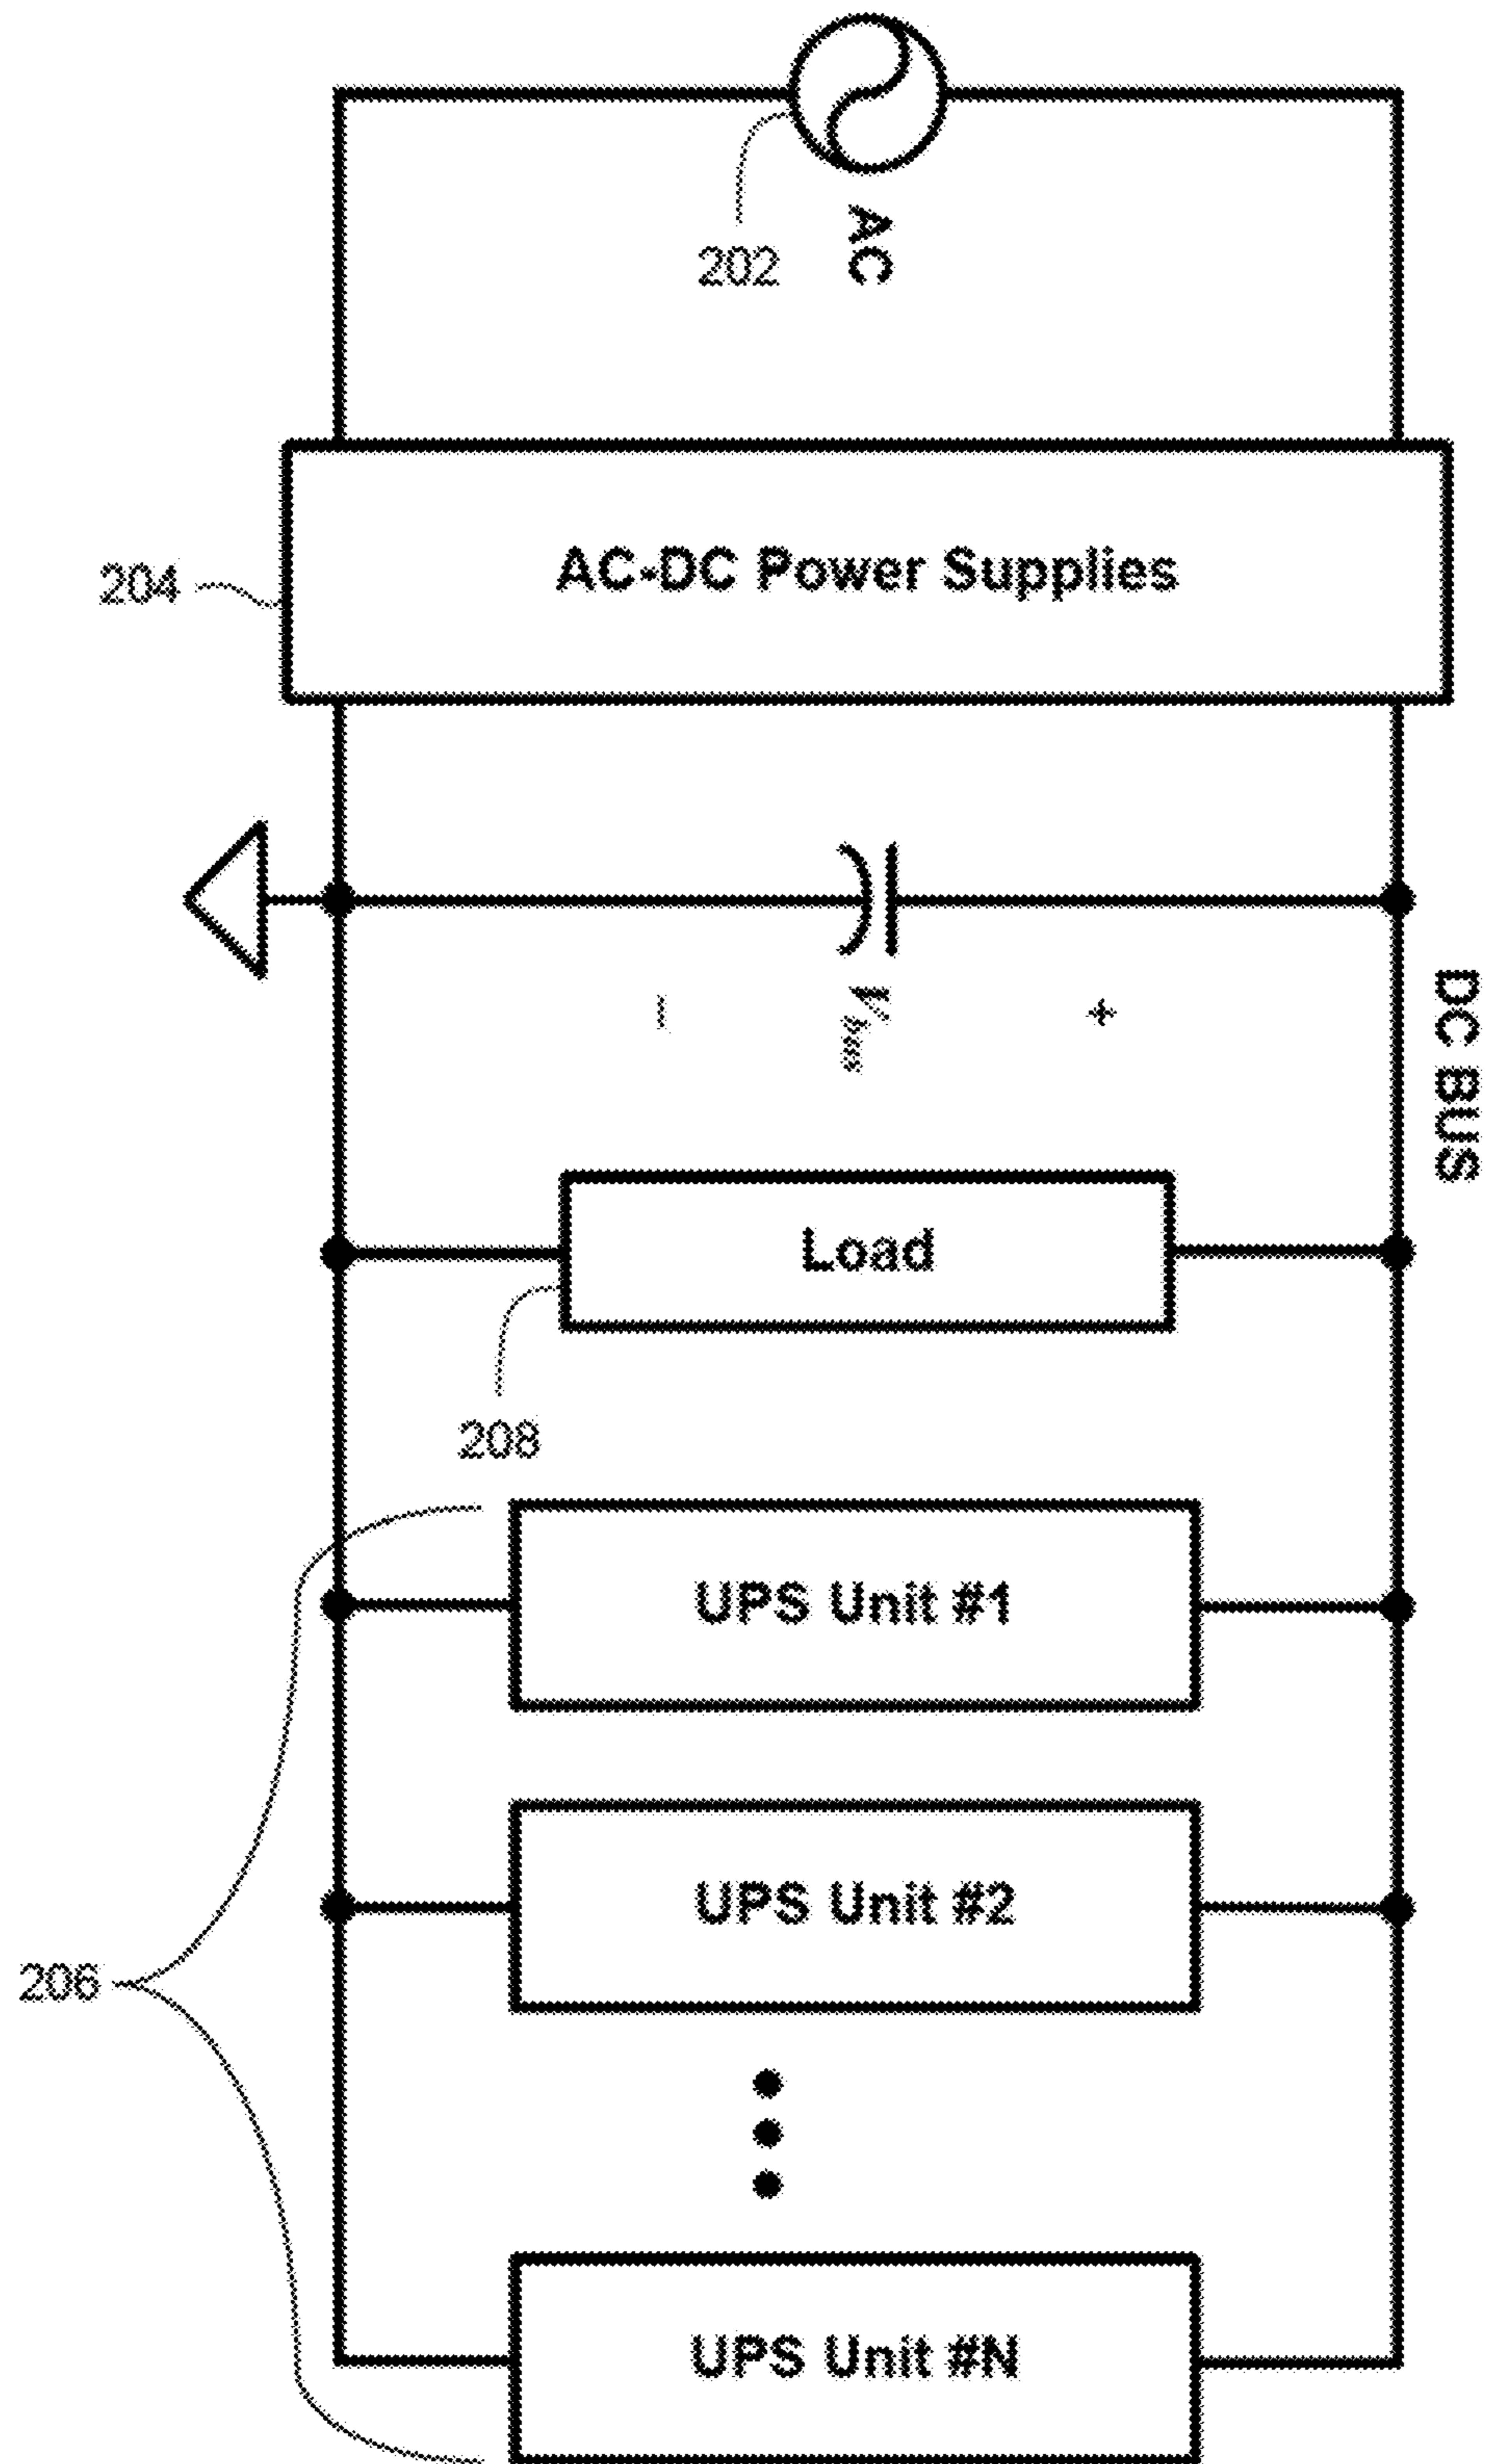 AC
202
AC-DC Power Supplies
204
− Vbus +
DC BUS
Load
208
UPS Unit #1
UPS Unit #2
206
UPS Unit #N